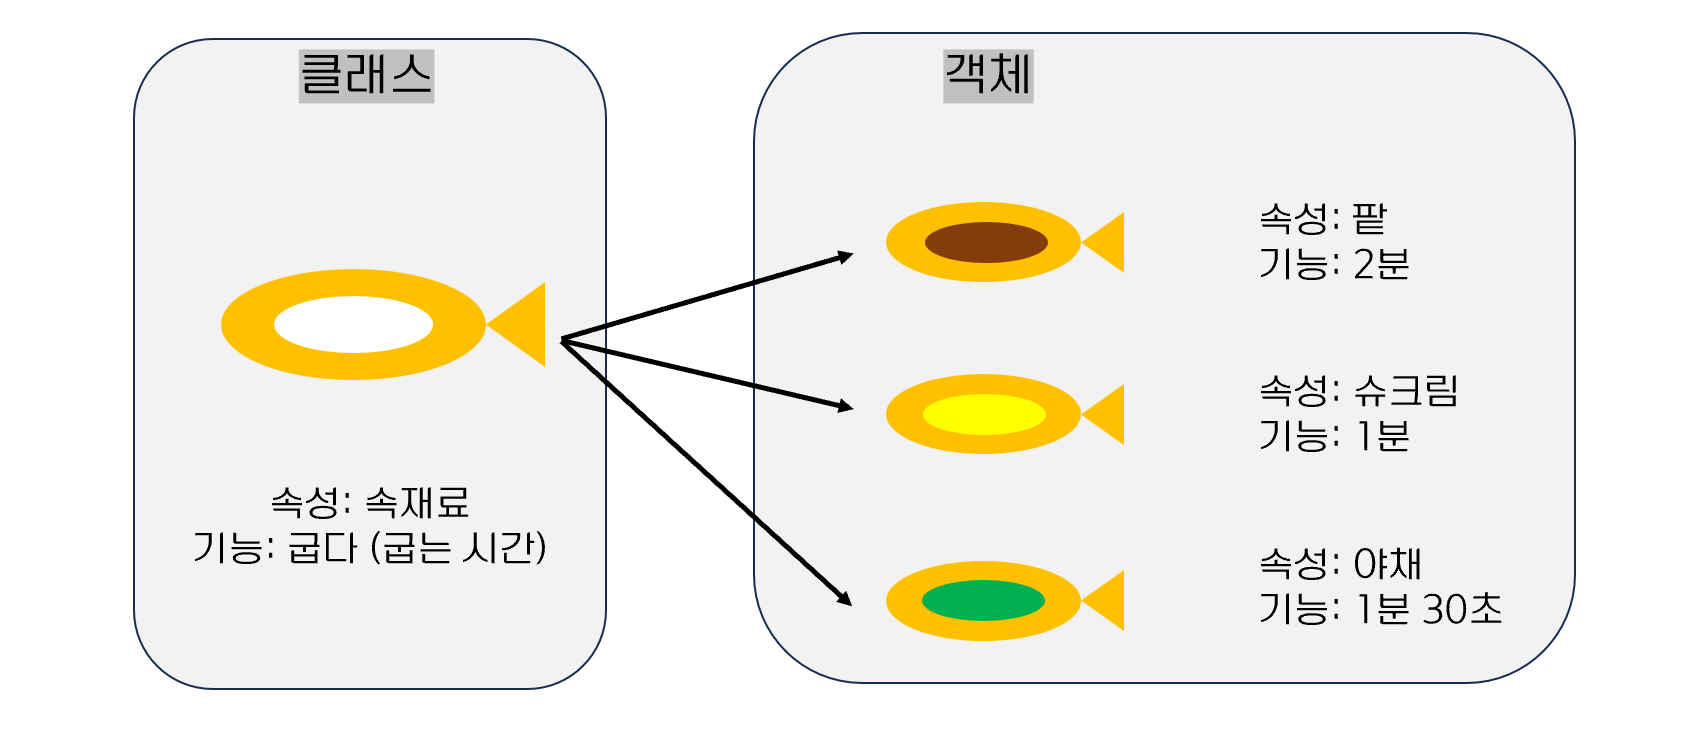 클래스
속성: 속재료
기능: 굽다 (굽는 시간)
객체
속성: 팥
기능: 2분
속성: 슈크림
기능: 1분
속성: 야채
기능: 1분 30초